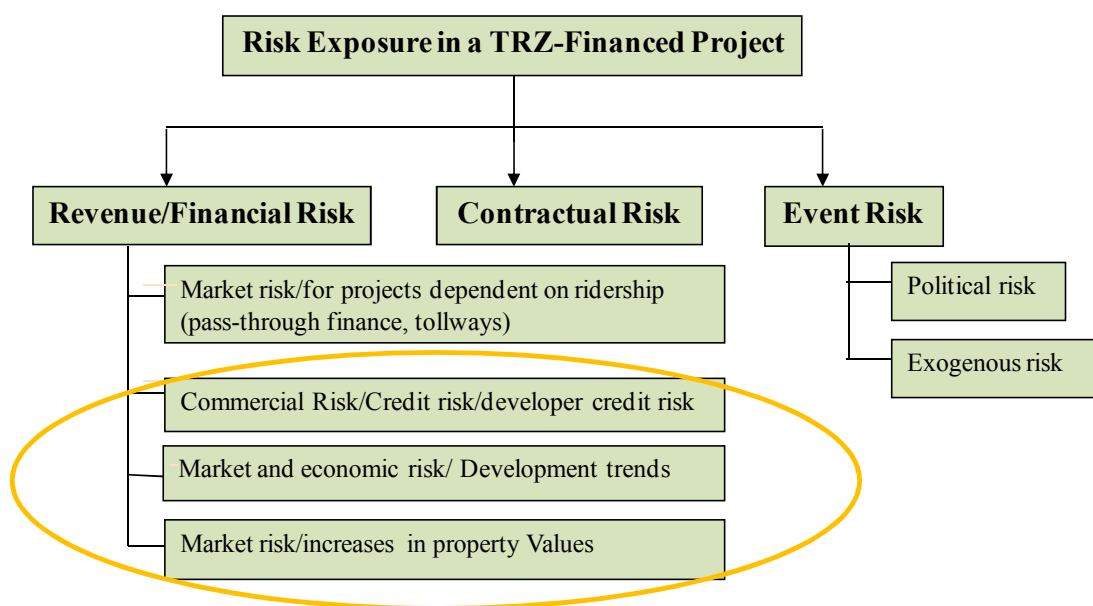 Risk Exposure in a TRZ-Financed Project
Revenue/Financial Risk
Contractual Risk
Event Risk
Market risk/for projects dependent on ridership
(pass-through finance, tollways)
Commercial Risk/Credit risk/developer credit risk
Market and economic risk/ Development trends
Market risk/increases in property Values
Political risk
Exogenous risk